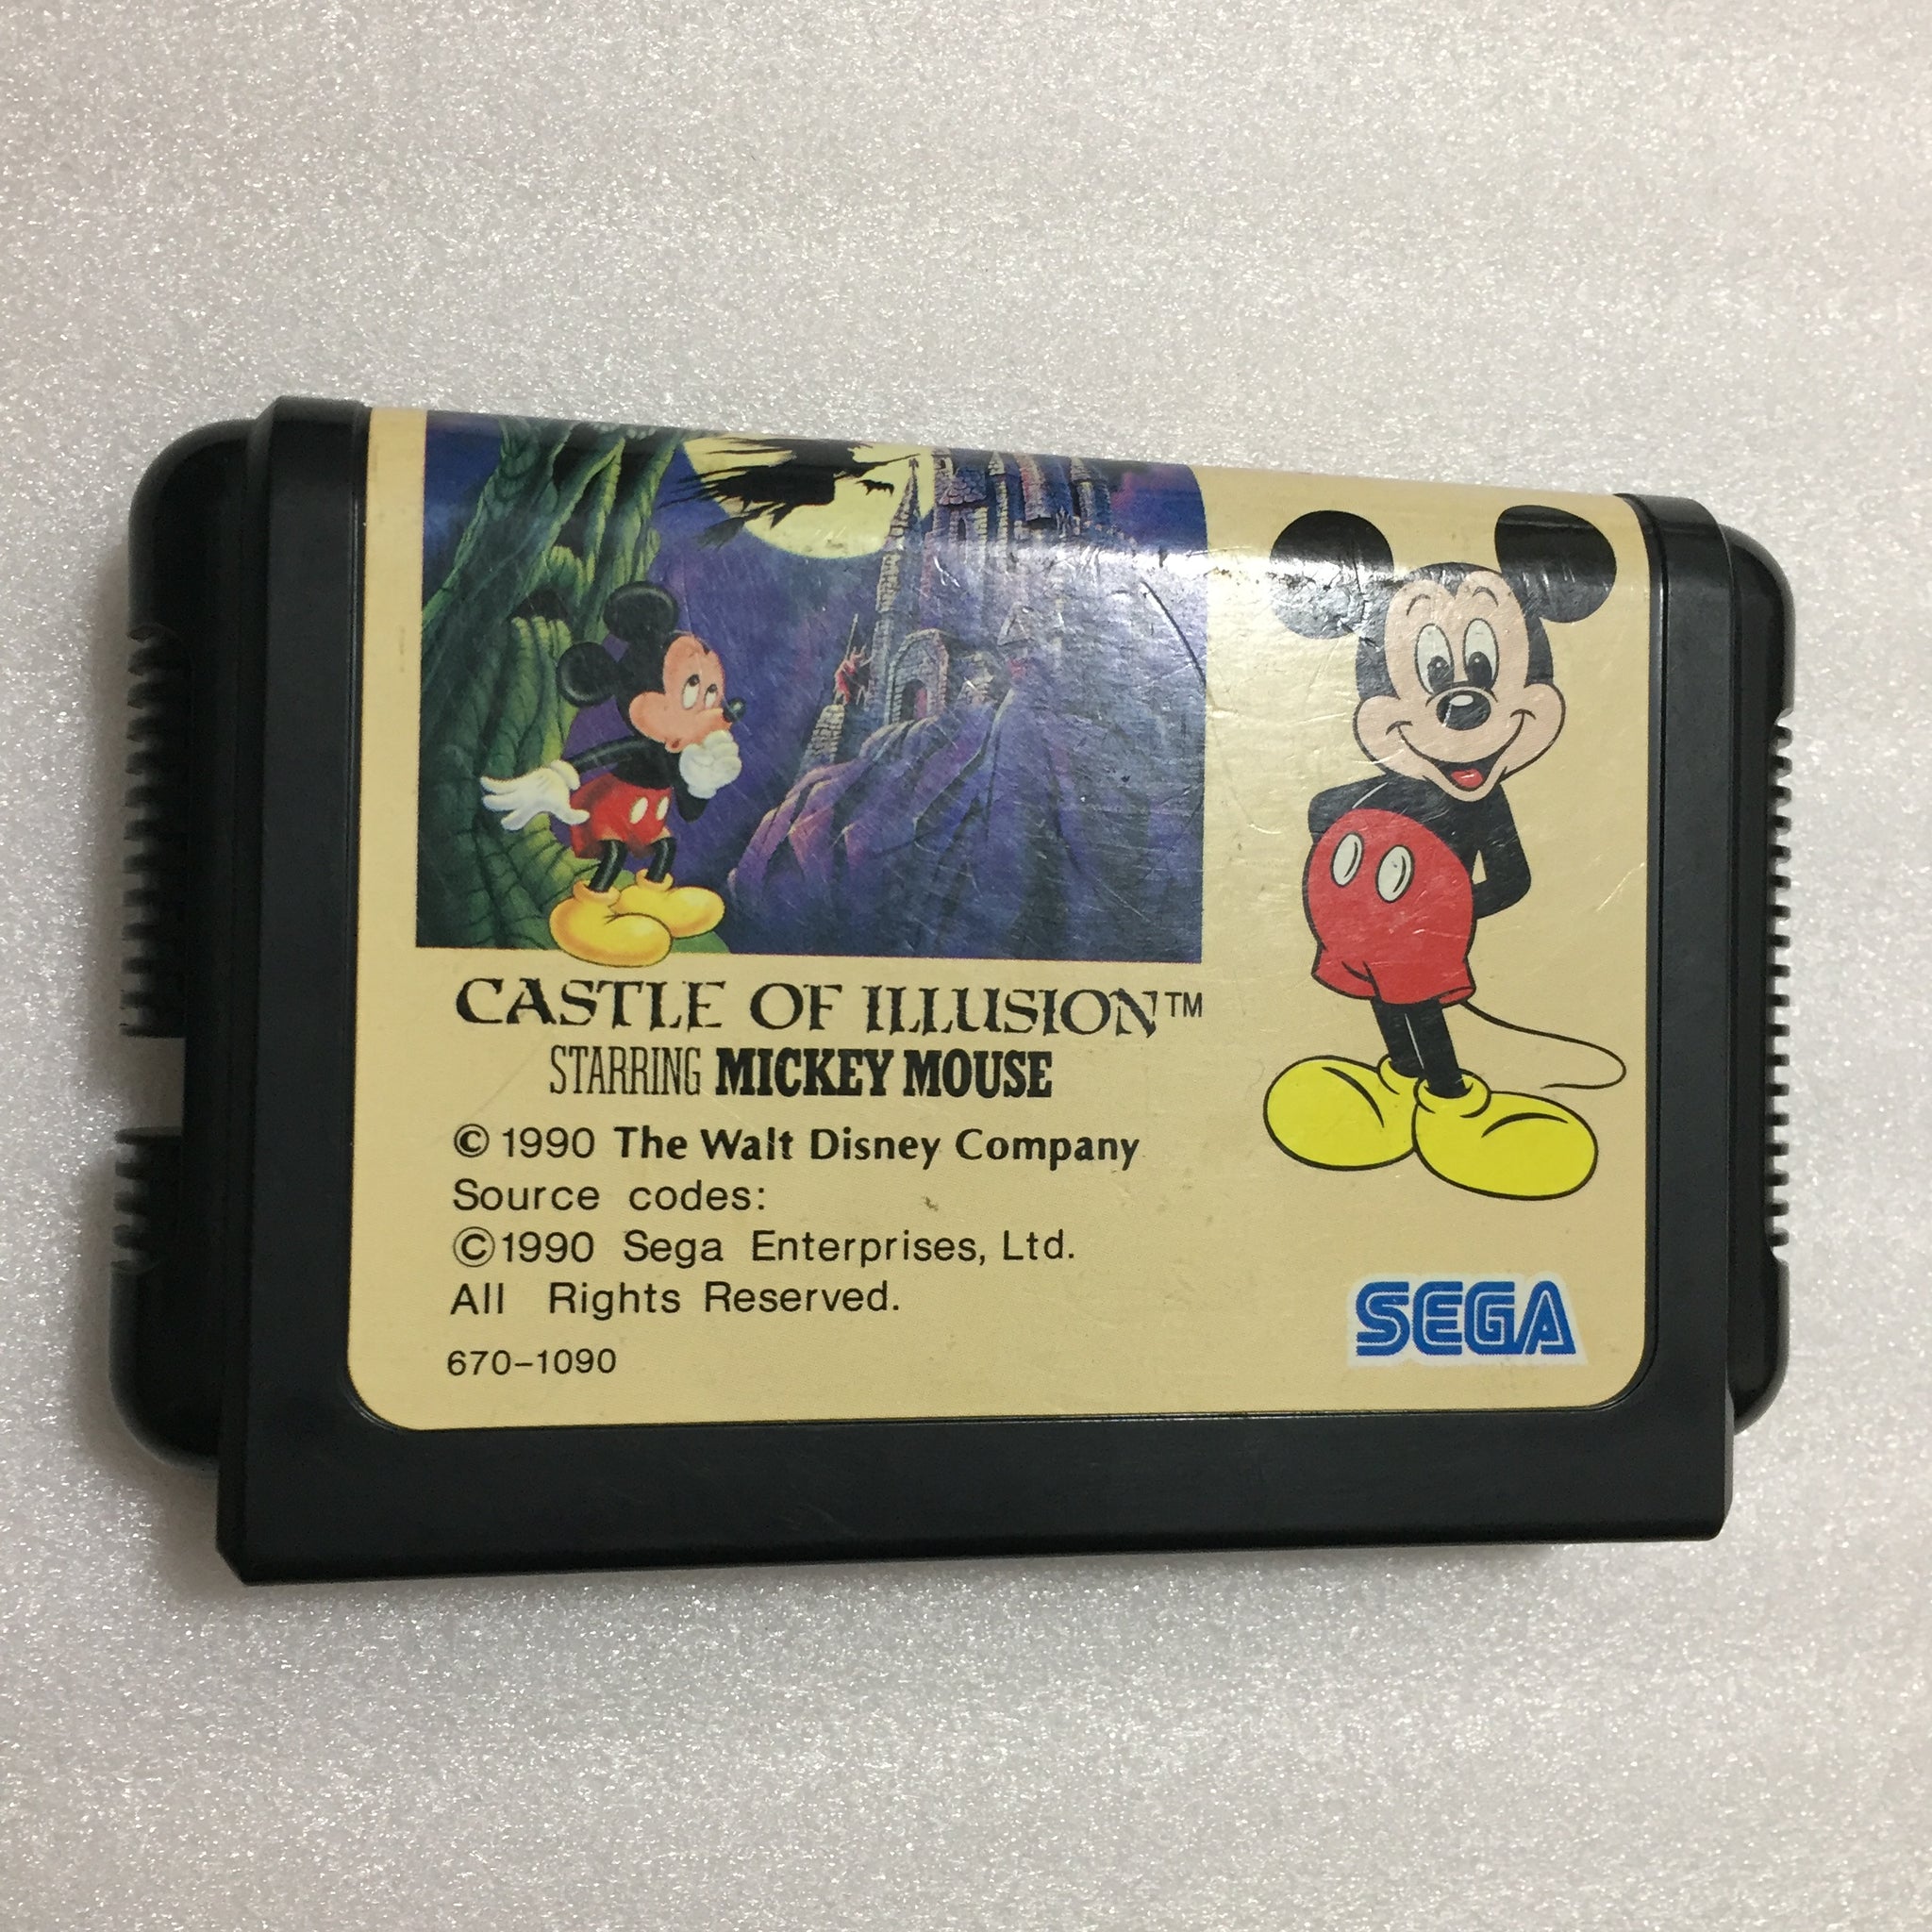 CASTLE OF ILLUSION™
STARRING MICKEY MOUSE
© 1990 The Walt Disney Company
Source codes:
©1990 Sega Enterprises, Ltd.
All Rights Reserved.
670-1090
SEGA